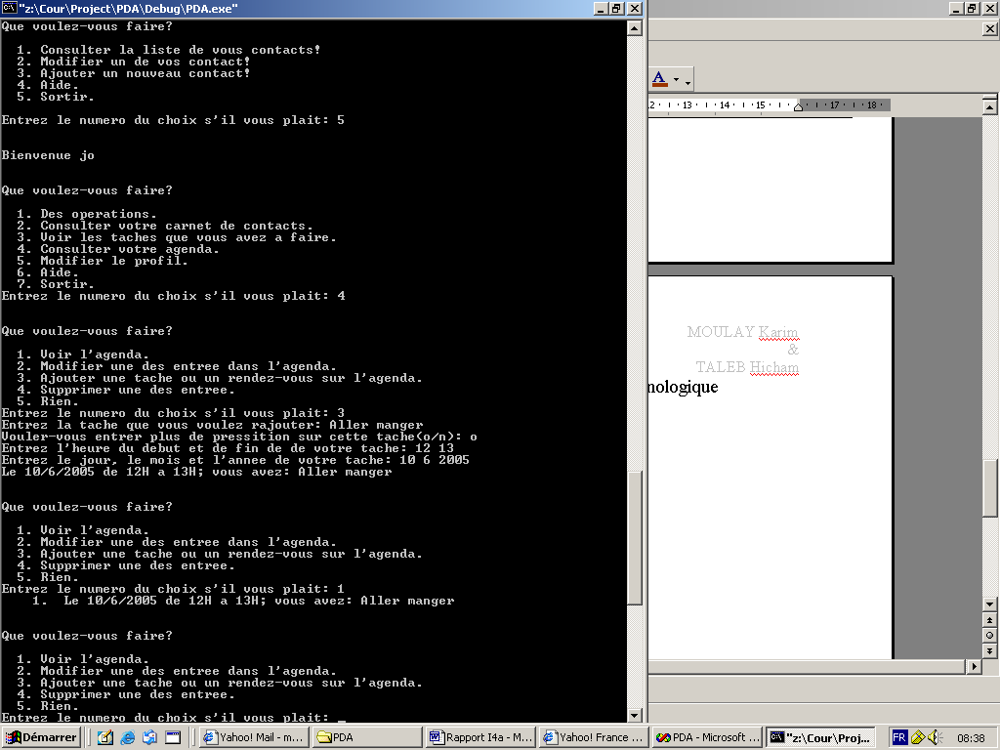 "z:\Cour\Project\PDA\Debug\PDA.exe"
Que voulez-vous faire?
1. Consulter la liste de vous contacts!
2. Modifier un de vos contact!
3. Ajouter un nouveau contact!
4. Aide.
5. Sortir.
Entrez le numero du choix s'il vous plait: 5
Bienvenue jo
Que voulez-vous faire?
1. Des operations.
2. Consulter votre carnet de contacts.
3. Voir les taches que vous avez a faire.
4. Consulter votre agenda.
5. Modifier le profil.
6. Aide.
7. Sortir.
Entrez le numero du choix s'il vous plait: 4
Que voulez-vous faire?
1. Voir l'agenda.
2. Modifier une des entree dans l'agenda.
3. Ajouter une tache ou un rendez-vous sur l'agenda.
4. Supprimer une des entree.
5. Rien.
Entrez le numero du choix s'il vous plait: 3
Entrez la tache que vous voulez rajouter: Aller manger
Vouler-vous entrer plus de pressition sur cette tache(o/n): o
Entrez l'heure du debut et de fin de de votre tache: 12 13
Entrez le jour, le mois et l'annee de votre tache: 10 6 2005
Le 10/6/2005 de 12H a 13H; vous avez: Aller manger
Que voulez-vous faire?
1. Voir l'agenda.
2. Modifier une des entree dans l'agenda.
3. Ajouter une tache ou un rendez-vous sur l'agenda.
4. Supprimer une des entree.
5. Rien.
Entrez le numero du choix s'il vous plait: 1
1. Le 10/6/2005 de 12H a 13H; vous avez: Aller manger
Que voulez-vous faire?
1. Voir l'agenda.
2. Modifier une des entree dans l'agenda.
3. Ajouter une tache ou un rendez-vous sur l'agenda.
4. Supprimer une des entree.
5. Rien.
Entrez le numero du choix s'il vous plait: _
A
12 13 14 15 17 18
MOULAY Karim
&
TALEB Hicham
nologique
Démarrer
Yahoo! Mail - m...
PDA
Rapport I4a - M...
Yahoo! France ...
PDA - Microsoft ...
"z:\Cour\Proj...
FR
08:38